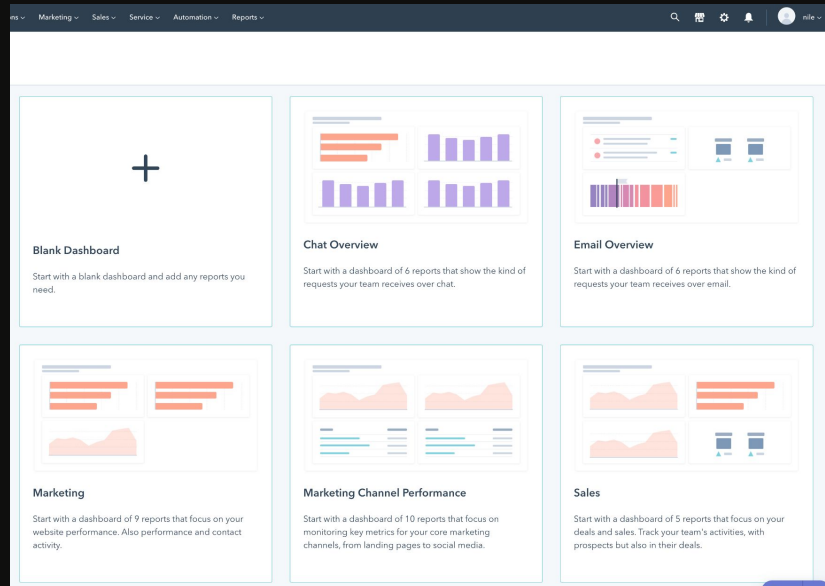 ns Marketing Sales Service Automation Reports nile
Blank Dashboard
Start with a blank dashboard and add any reports you
need.
Chat Overview
Start with a dashboard of 6 reports that show the kind of
requests your team receives over chat.
Email Overview
Start with a dashboard of 6 reports that show the kind of
requests your team receives over email.
Marketing
Start with a dashboard of 9 reports that focus on your
website performance. Also performance and contact
activity.
Marketing Channel Performance
Start with a dashboard of 10 reports that focus on
monitoring key metrics for your core marketing
channels, from landing pages to social media.
Sales
Start with a dashboard of 5 reports that focus on your
deals and sales. Track your team's activities, with
prospects but also in their deals.